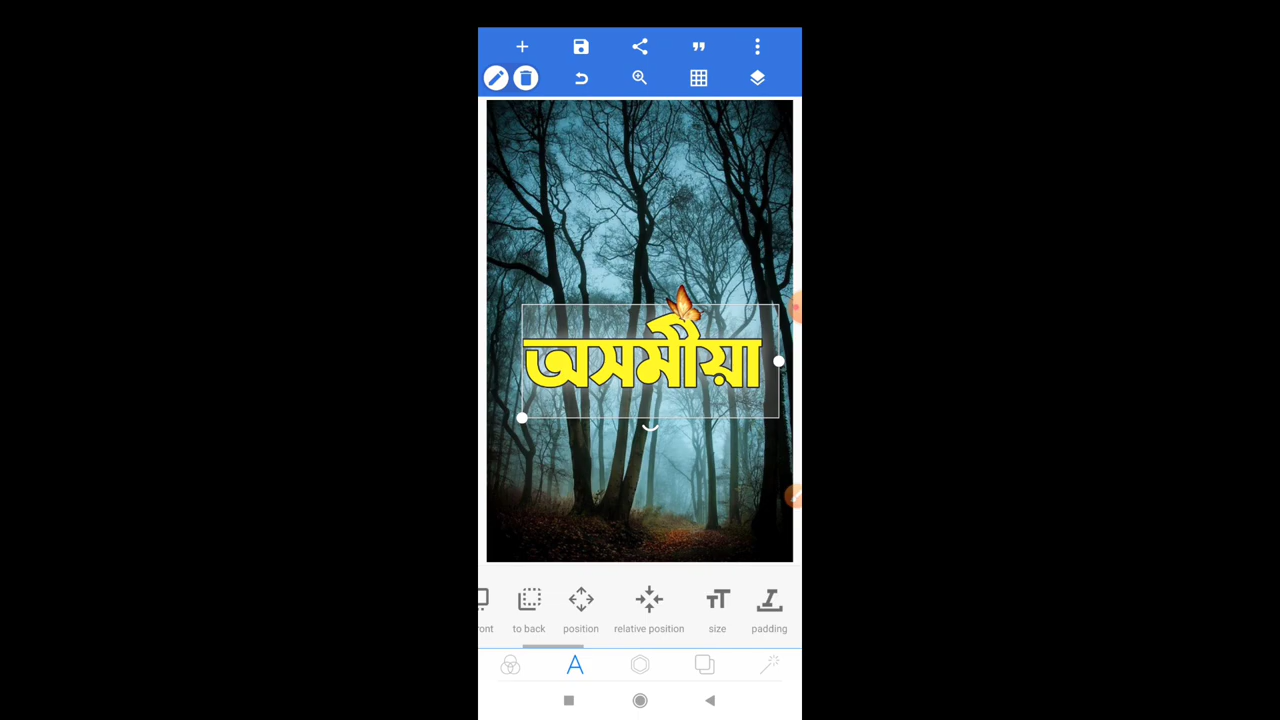 অসমীয়া
to back
position
relative position
size
padding